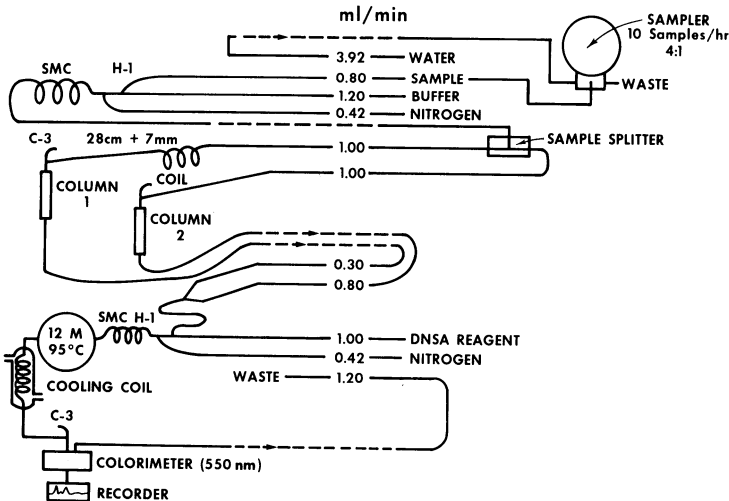 ml/min
SAMPLER
10 Samples/hr
4:1
3.92 WATER
SMC H-1
0.80 SAMPLE
WASTE
1.20 BUFFER
0.42 NITROGEN
C-3 28cm + 7mm
1.00
SAMPLE SPLITTER
COIL
1.00
COLUMN
1
COLUMN
2
0.30
0.80
SMC H-1
12 M
95°C
1.00 DNSA REAGENT
0.42 NITROGEN
WASTE 1.20
COOLING COIL
C-3
COLORIMETER (550 nm)
RECORDER